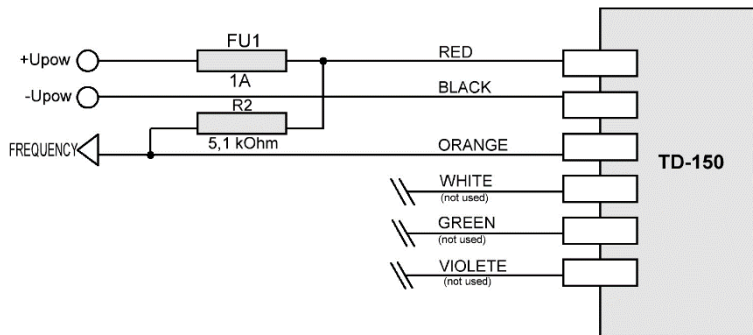 FU1
+Upow
RED
1A
-Upow
BLACK
R2
5,1 kOhm
FREQUENCY
ORANGE
TD-150
WHITE
(not used)
GREEN
(not used)
VIOLETE
(not used)